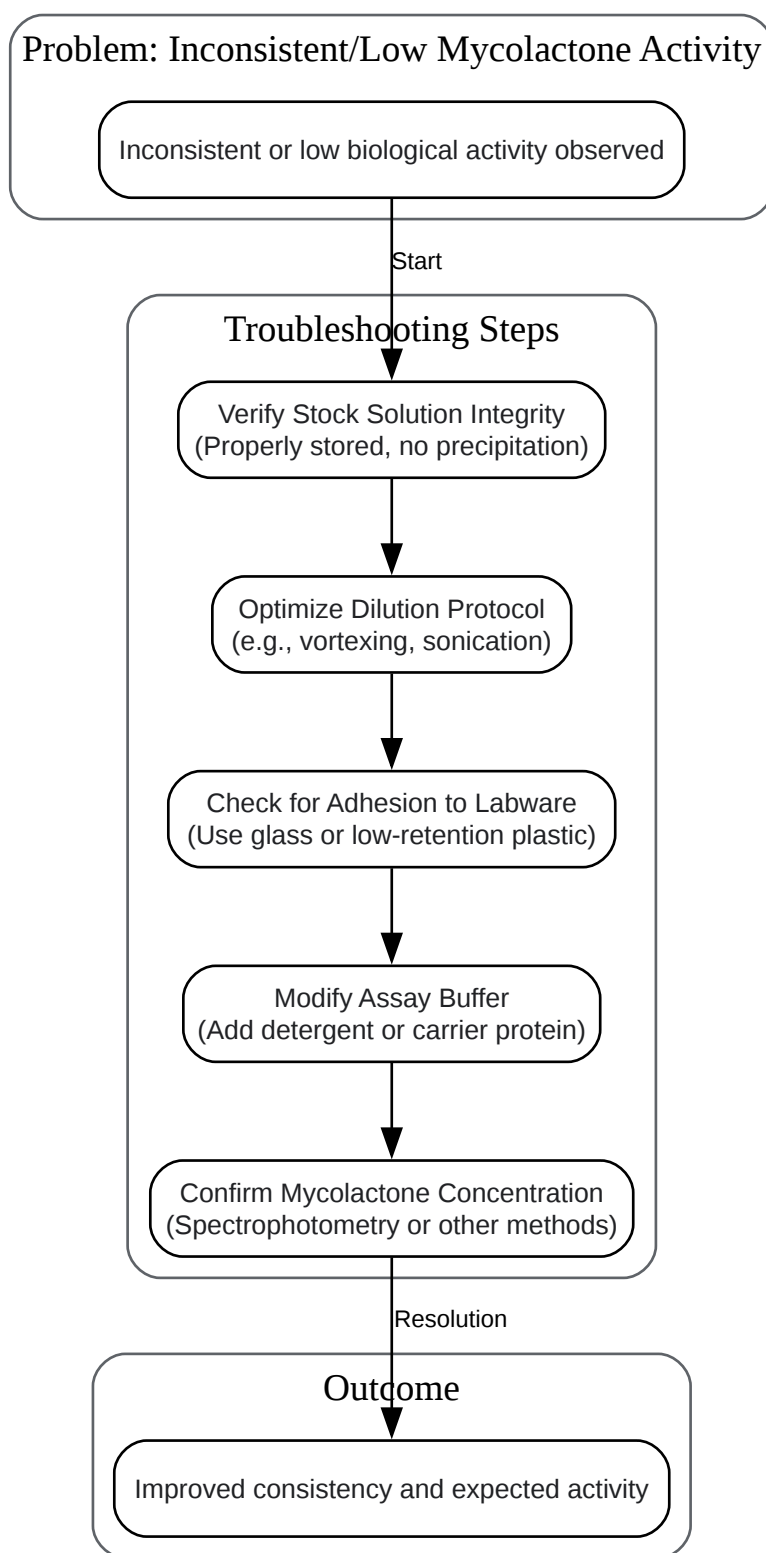 Problem: Inconsistent/Low Mycolactone Activity
Inconsistent or low biological activity observed
Start
Troubleshooting Steps
Verify Stock Solution Integrity
(Properly stored, no precipitation)
Optimize Dilution Protocol
(e.g., vortexing, sonication)
Check for Adhesion to Labware
(Use glass or low-retention plastic)
Modify Assay Buffer
(Add detergent or carrier protein)
Confirm Mycolactone Concentration
(Spectrophotometry or other methods)
Resolution
Outcome
Improved consistency and expected activity